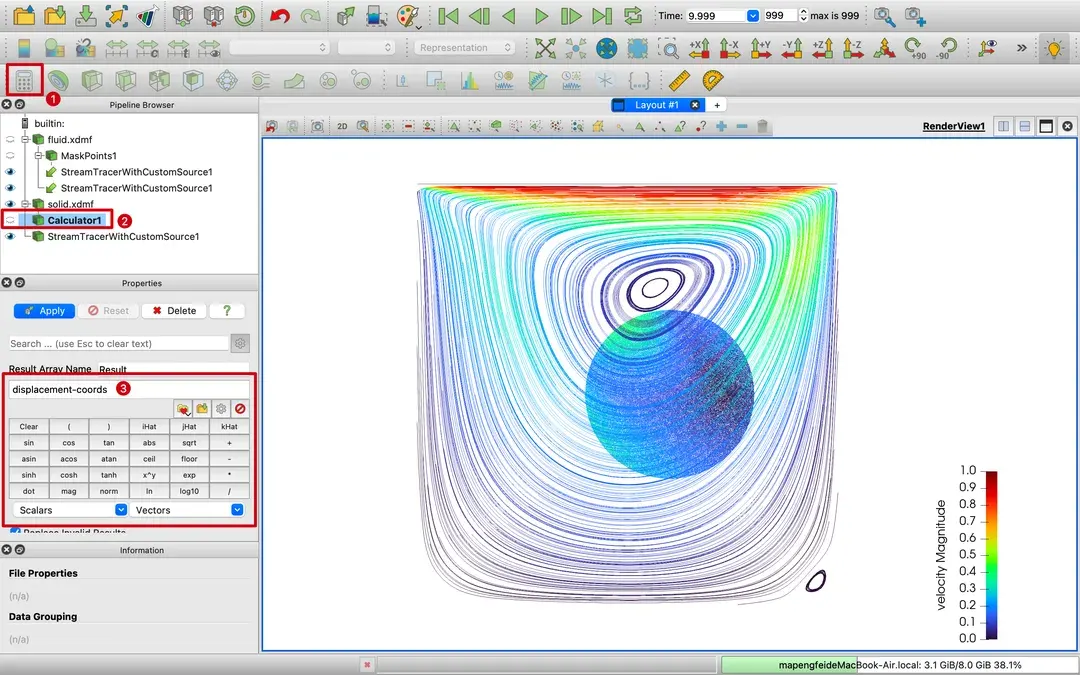 Time: 9.999 999 max is 999
+X -X +Y -Y +Z -Z +90 -90 »
Representation
1
Pipeline Browser
Layout #1 +
builtin:
fluid.xdmf
MaskPoints1
StreamTracerWithCustomSource1
StreamTracerWithCustomSource1
solid.xdmf
Calculator1 2
StreamTracerWithCustomSource1
2D
RenderView1
Properties
Apply Reset Delete ?
Search ... (use Esc to clear text)
Result Array Name Result
displacement-coords 3
Clear ( ) iHat jHat kHat
sin cos tan abs sqrt +
asin acos atan ceil floor -
sinh cosh tanh x^y exp *
dot mag norm ln log10 /
Scalars Vectors
Replace Invalid Results
Information
File Properties
(n/a)
Data Grouping
(n/a)
velocity Magnitude
1.0
0.9
0.8
0.7
0.6
0.5
0.4
0.3
0.2
0.1
0.0
mapengfeideMacBook-Air.local: 3.1 GiB/8.0 GiB 38.1%